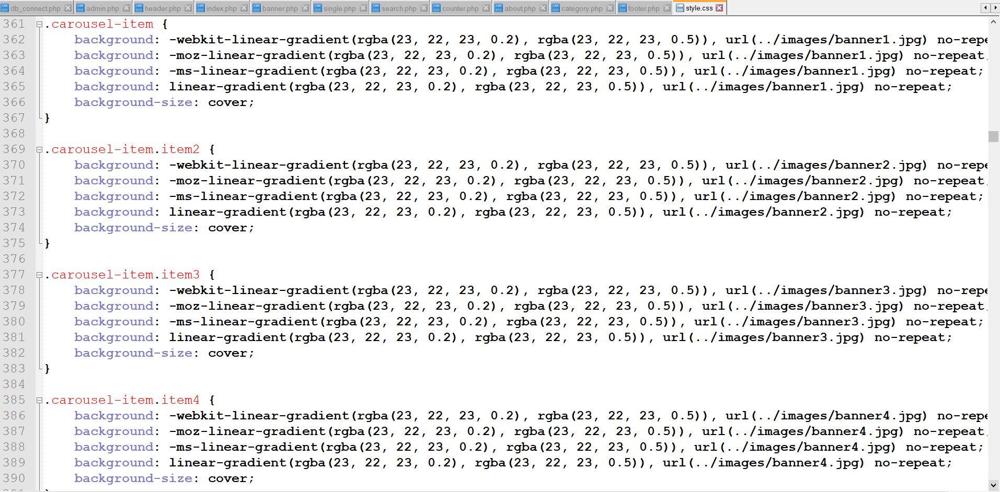 db_connect.php admin.php header.php index.php banner.php single.php search.php counter.php about.php category.php footer.php style.css
361 .carousel-item {
362 background: -webkit-linear-gradient(rgba(23, 22, 23, 0.2), rgba(23, 22, 23, 0.5)), url(../images/banner1.jpg) no-repe
363 background: -moz-linear-gradient(rgba(23, 22, 23, 0.2), rgba(23, 22, 23, 0.5)), url(../images/banner1.jpg) no-repeat;
364 background: -ms-linear-gradient(rgba(23, 22, 23, 0.2), rgba(23, 22, 23, 0.5)), url(../images/banner1.jpg) no-repeat;
365 background: linear-gradient(rgba(23, 22, 23, 0.2), rgba(23, 22, 23, 0.5)), url(../images/banner1.jpg) no-repeat;
366 background-size: cover;
367 }
368
369 .carousel-item.item2 {
370 background: -webkit-linear-gradient(rgba(23, 22, 23, 0.2), rgba(23, 22, 23, 0.5)), url(../images/banner2.jpg) no-repe
371 background: -moz-linear-gradient(rgba(23, 22, 23, 0.2), rgba(23, 22, 23, 0.5)), url(../images/banner2.jpg) no-repeat;
372 background: -ms-linear-gradient(rgba(23, 22, 23, 0.2), rgba(23, 22, 23, 0.5)), url(../images/banner2.jpg) no-repeat;
373 background: linear-gradient(rgba(23, 22, 23, 0.2), rgba(23, 22, 23, 0.5)), url(../images/banner2.jpg) no-repeat;
374 background-size: cover;
375 }
376
377 .carousel-item.item3 {
378 background: -webkit-linear-gradient(rgba(23, 22, 23, 0.2), rgba(23, 22, 23, 0.5)), url(../images/banner3.jpg) no-repe
379 background: -moz-linear-gradient(rgba(23, 22, 23, 0.2), rgba(23, 22, 23, 0.5)), url(../images/banner3.jpg) no-repeat;
380 background: -ms-linear-gradient(rgba(23, 22, 23, 0.2), rgba(23, 22, 23, 0.5)), url(../images/banner3.jpg) no-repeat;
381 background: linear-gradient(rgba(23, 22, 23, 0.2), rgba(23, 22, 23, 0.5)), url(../images/banner3.jpg) no-repeat;
382 background-size: cover;
383 }
384
385 .carousel-item.item4 {
386 background: -webkit-linear-gradient(rgba(23, 22, 23, 0.2), rgba(23, 22, 23, 0.5)), url(../images/banner4.jpg) no-repe
387 background: -moz-linear-gradient(rgba(23, 22, 23, 0.2), rgba(23, 22, 23, 0.5)), url(../images/banner4.jpg) no-repeat;
388 background: -ms-linear-gradient(rgba(23, 22, 23, 0.2), rgba(23, 22, 23, 0.5)), url(../images/banner4.jpg) no-repeat;
389 background: linear-gradient(rgba(23, 22, 23, 0.2), rgba(23, 22, 23, 0.5)), url(../images/banner4.jpg) no-repeat;
390 background-size: cover;